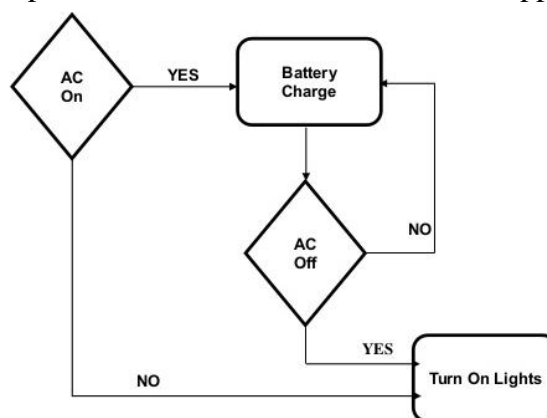 AC
On
YES
Battery
Charge
AC
Off
NO
YES
NO
Turn On Lights